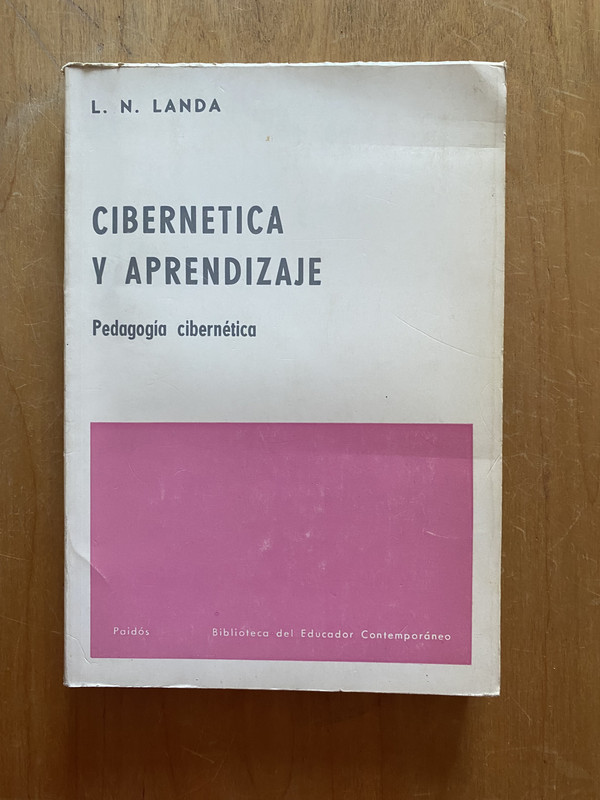 L. N. LANDA
CIBERNETICA
Y APRENDIZAJE
Pedagogía cibernética
Paidós Biblioteca del Educador Contemporáneo